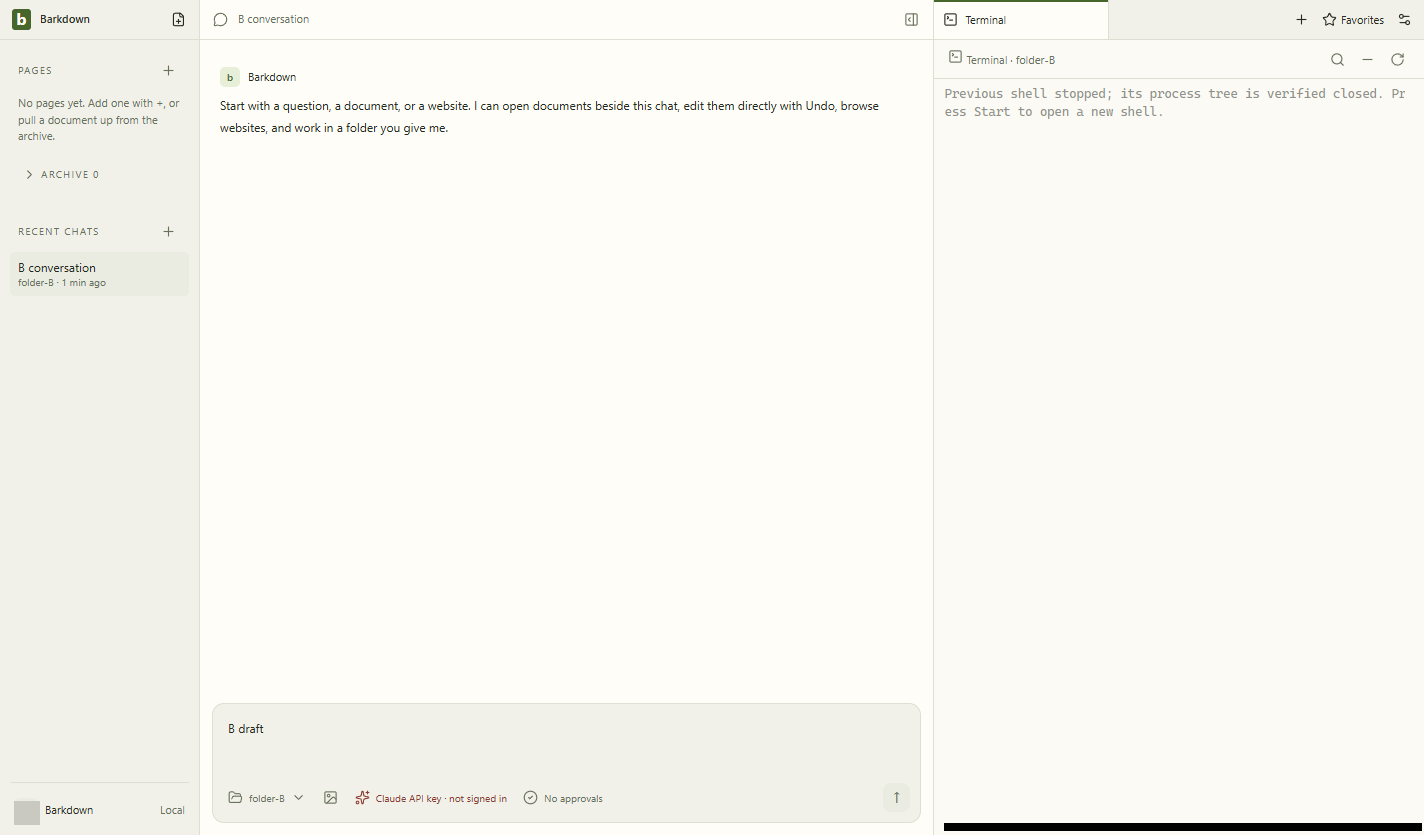 b Barkdown
PAGES
No pages yet. Add one with +, or
pull a document up from the
archive.
ARCHIVE 0
RECENT CHATS
B conversation
folder-B · 1 min ago
Barkdown Local
B conversation
b Barkdown
Start with a question, a document, or a website. I can open documents beside this chat, edit them directly with Undo, browse
websites, and work in a folder you give me.
B draft
folder-B Claude API key · not signed in No approvals
Terminal Favorites
Terminal · folder-B
Previous shell stopped; its process tree is verified closed. Pr
ess Start to open a new shell.